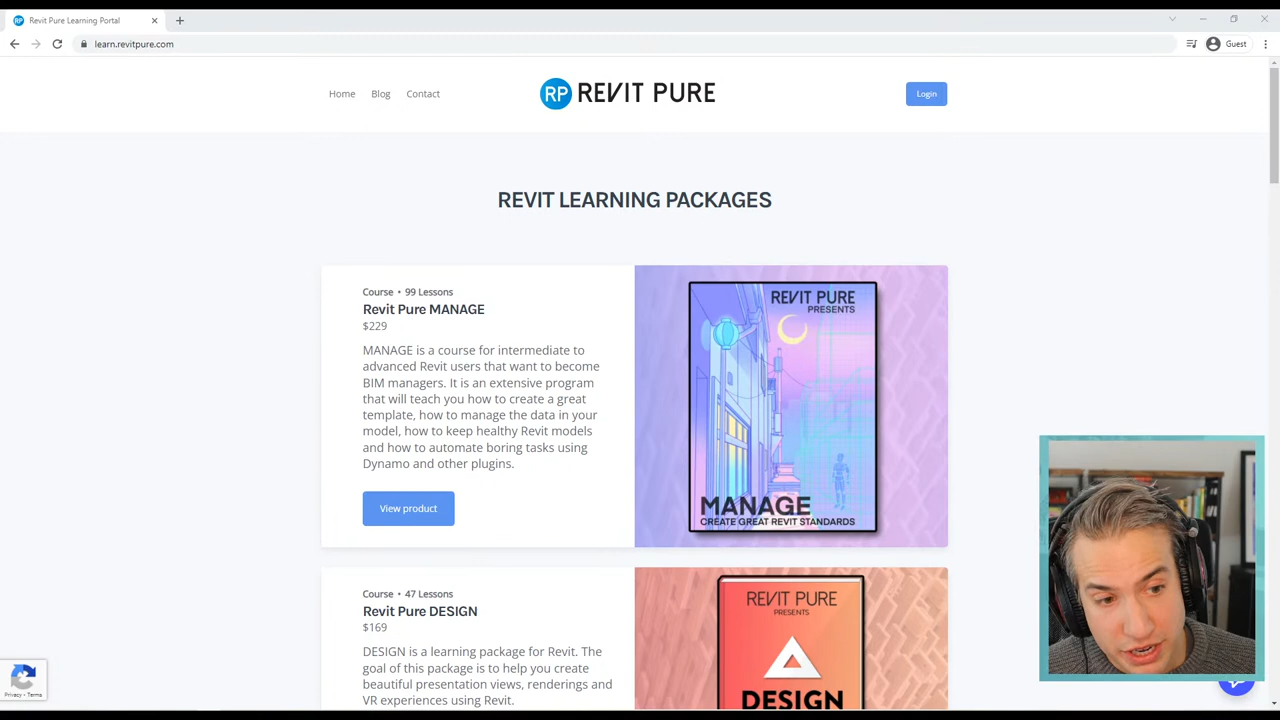 Revit Pure Learning Portal
learn.revitpure.com
Guest
Home
Blog
Contact
RP REVIT PURE
Login
REVIT LEARNING PACKAGES
Course • 99 Lessons
Revit Pure MANAGE
$229
MANAGE is a course for intermediate to
advanced Revit users that want to become
BIM managers. It is an extensive program
that will teach you how to create a great
template, how to manage the data in your
model, how to keep healthy Revit models
and how to automate boring tasks using
Dynamo and other plugins.
View product
REVIT PURE
PRESENTS
MANAGE
CREATE GREAT REVIT STANDARDS
Course • 47 Lessons
Revit Pure DESIGN
$169
DESIGN is a learning package for Revit. The
goal of this package is to help you create
beautiful presentation views, renderings and
VR experiences using Revit.
REVIT PURE
PRESENTS
DESIGN
Privacy - Terms